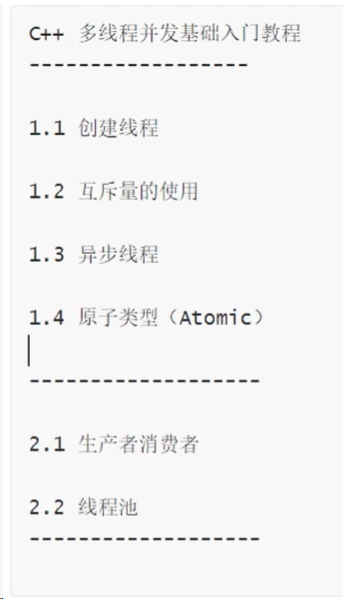 C++ 多线程并发基础入门教程
------------------
1.1 创建线程
1.2 互斥量的使用
1.3 异步线程
1.4 原子类型（Atomic）
-------------------
2.1 生产者消费者
2.2 线程池
-------------------